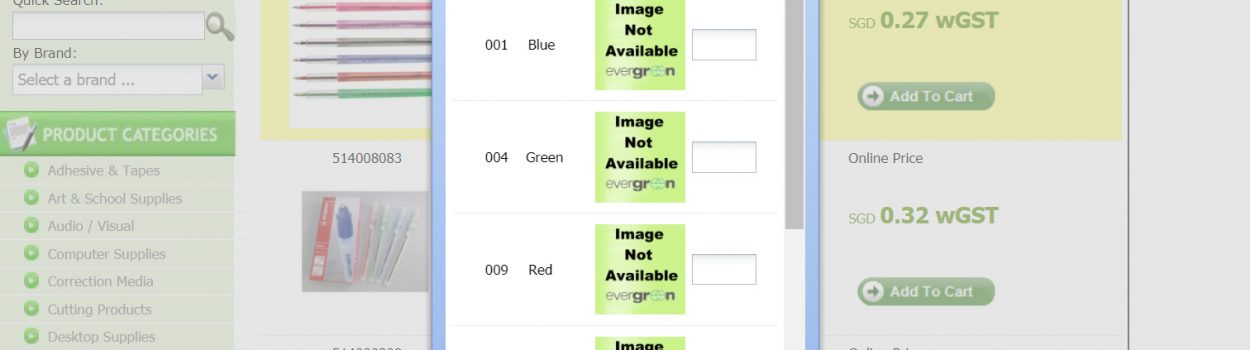 Quick Search:
By Brand:
Select a brand ...
PRODUCT CATEGORIES
Adhesive & Tapes
Art & School Supplies
Audio / Visual
Computer Supplies
Correction Media
Cutting Products
Desktop Supplies
514008083
001 Blue
Image
Not
Available
evergreen
004 Green
Image
Not
Available
evergreen
009 Red
Image
Not
Available
evergreen
Image
SGD 0.27 wGST
Add To Cart
Online Price
SGD 0.32 wGST
Add To Cart
Online Price